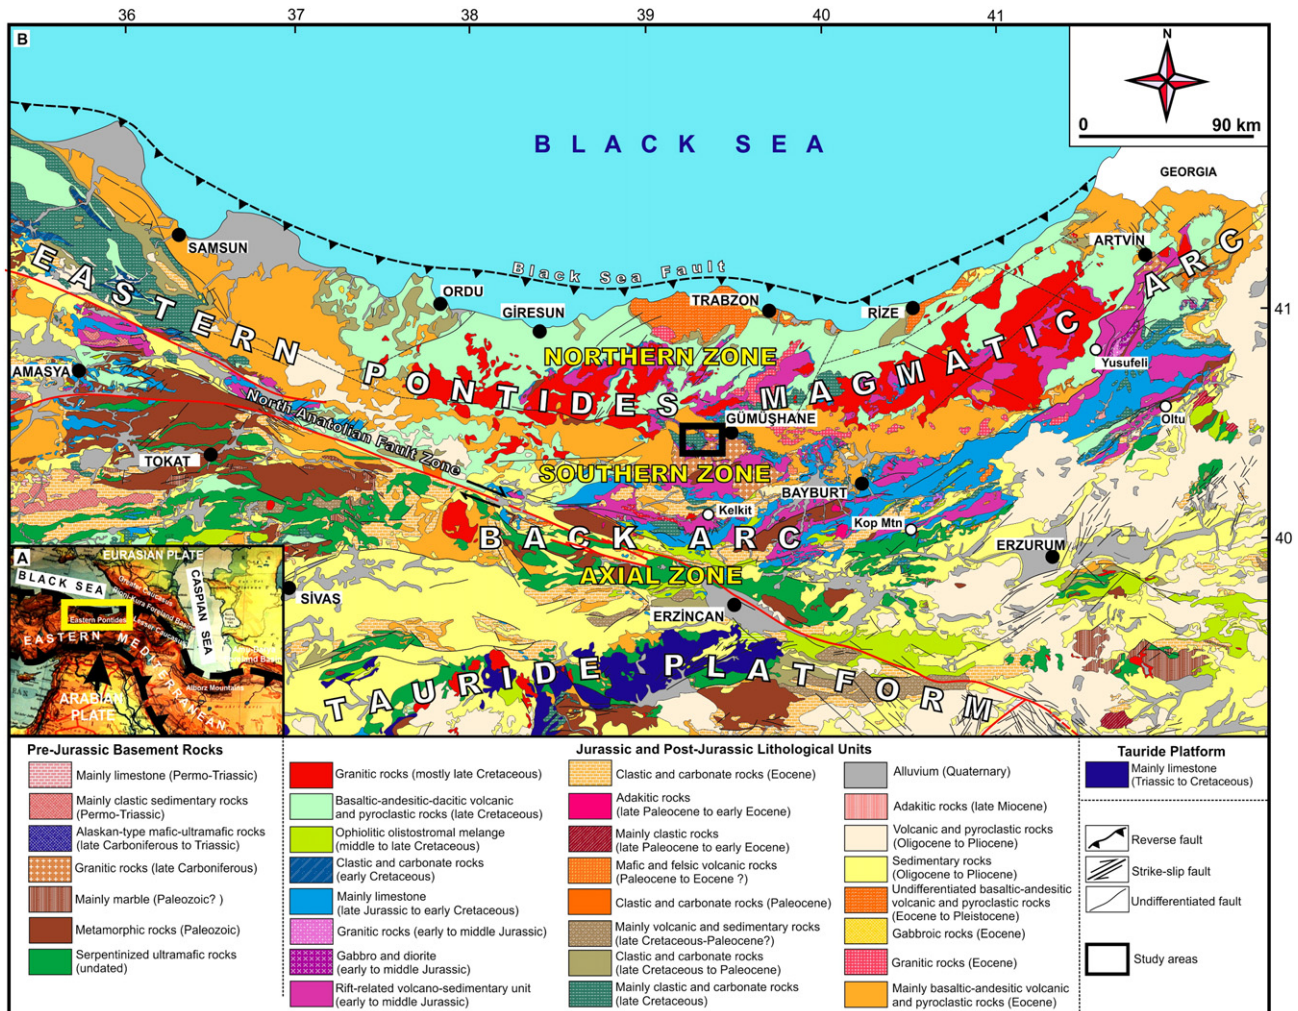 36 37 38 39 40 41
B
N
0 90 km
BLACK SEA
GEORGIA
ARTVİN
SAMSUN
Black Sea Fault
ORDU
TRABZON
RİZE
GİRESUN
41
EASTERN PONTIDES MAGMATIC ARC
NORTHERN ZONE
Yusufeli
AMASYA
North Anatolian Fault Zone
GÜMÜŞHANE
Oltu
TOKAT
SOUTHERN ZONE
BAYBURT
Kelkit
Kop Mtn
BACK ARC
40
ERZURUM
AXIAL ZONE
SİVAŞ
ERZİNCAN
TAURIDE PLATFORM
A
EURASIAN PLATE
BLACK SEA
CASPIAN SEA
Eastern Pontides
Lesser Caucasus
EASTERN MEDITERRANEAN
ARABIAN
PLATE
Alborz Mountains
Pre-Jurassic Basement Rocks
Mainly limestone (Permo-Triassic)
Mainly clastic sedimentary rocks
(Permo-Triassic)
Alaskan-type mafic-ultramafic rocks
(late Carboniferous to Triassic)
Granitic rocks (late Carboniferous)
Mainly marble (Paleozoic? )
Metamorphic rocks (Paleozoic)
Serpentinized ultramafic rocks
(undated)
Jurassic and Post-Jurassic Lithological Units
Granitic rocks (mostly late Cretaceous)
Basaltic-andesitic-dacitic volcanic
and pyroclastic rocks (late Cretaceous)
Ophiolitic olistostromal melange
(middle to late Cretaceous)
Clastic and carbonate rocks
(early Cretaceous)
Mainly limestone
(late Jurassic to early Cretaceous)
Granitic rocks (early to middle Jurassic)
Gabbro and diorite
(early to middle Jurassic)
Rift-related volcano-sedimentary unit
(early to middle Jurassic)
Clastic and carbonate rocks (Eocene)
Adakitic rocks
(late Paleocene to early Eocene)
Mainly clastic rocks
(late Paleocene to early Eocene)
Mafic and felsic volcanic rocks
(Paleocene to Eocene ?)
Clastic and carbonate rocks (Paleocene)
Mainly volcanic and sedimentary rocks
(late Cretaceous-Paleocene?)
Clastic and carbonate rocks
(late Cretaceous to Paleocene)
Mainly clastic and carbonate rocks
(late Cretaceous)
Alluvium (Quaternary)
Adakitic rocks (late Miocene)
Volcanic and pyroclastic rocks
(Oligocene to Pliocene)
Sedimentary rocks
(Oligocene to Pliocene)
Undifferentiated basaltic-andesitic
volcanic and pyroclastic rocks
(Eocene to Pleistocene)
Gabbroic rocks (Eocene)
Granitic rocks (Eocene)
Mainly basaltic-andesitic volcanic
and pyroclastic rocks (Eocene)
Tauride Platform
Mainly limestone
(Triassic to Cretaceous)
Reverse fault
Strike-slip fault
Undifferentiated fault
Study areas